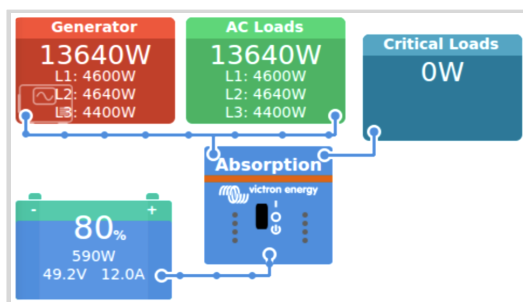 Generator
13640W
L1: 4600W
L2: 4640W
L3: 4400W
AC Loads
13640W
L1: 4600W
L2: 4640W
L3: 4400W
Critical Loads
0W
Absorption
victron energy
- +
80%
590W
49.2V 12.0A